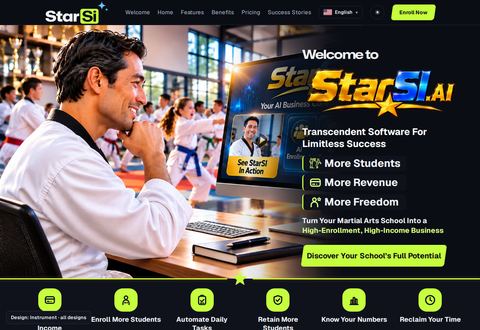 StarSi
Welcome
Home
Features
Benefits
Pricing
Success Stories
English
Enroll Now
Welcome to
StarSI.AI
Transcendent Software For
Limitless Success
More Students
More Revenue
More Freedom
Turn Your Martial Arts School Into a
High-Enrollment, High-Income Business
Discover Your School's Full Potential
Sta
Your AI Business
See StarSI
in Action
AI
Design: Instrument · all designs
Income
Enroll More Students
Automate Daily
Tasks
Retain More
Students
Know Your Numbers
Reclaim Your Time